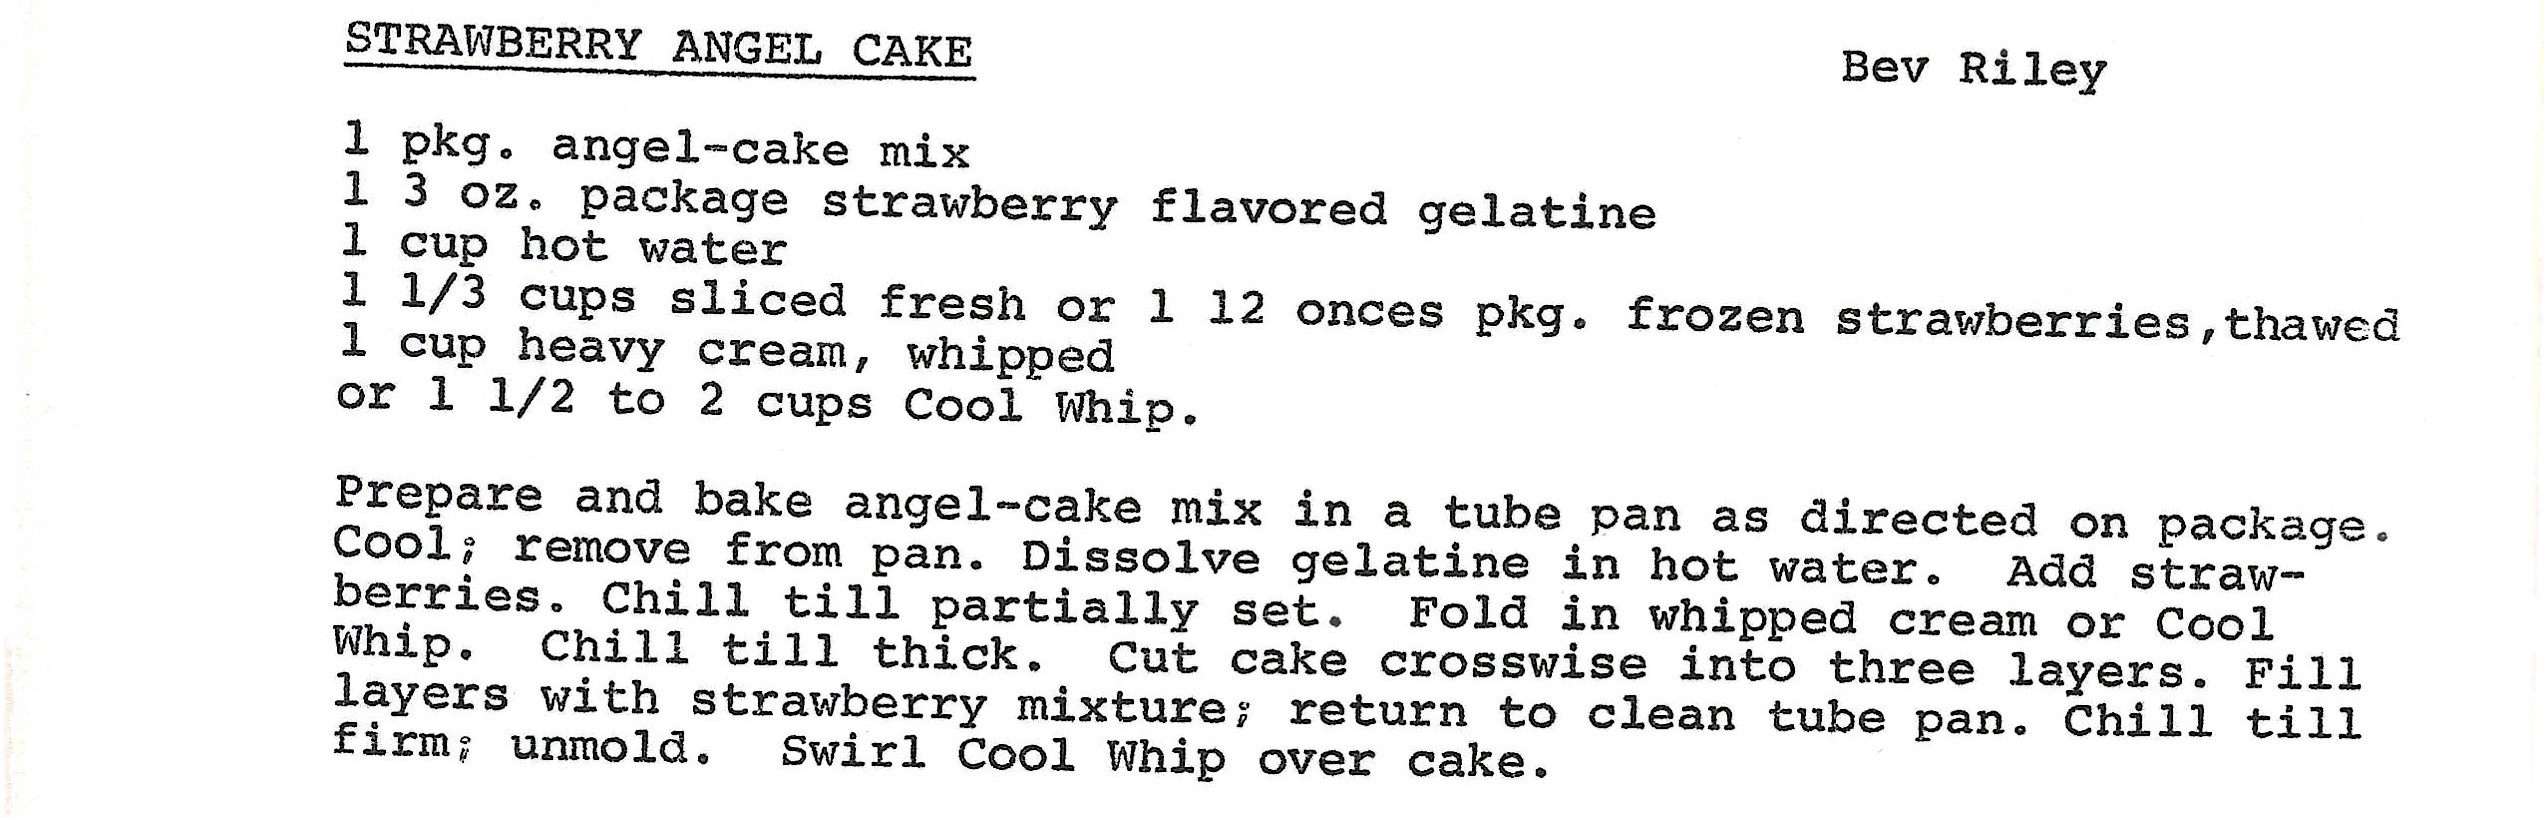 STRAWBERRY ANGEL CAKE
Bev Riley
1 pkg. angel-cake mix
1 3 oz. package strawberry flavored gelatine
1 cup hot water
1 1/3 cups sliced fresh or 1 12 onces pkg. frozen strawberries,thawed
1 cup heavy cream, whipped
or 1 1/2 to 2 cups Cool Whip.
Prepare and bake angel-cake mix in a tube pan as directed on package.
Cool; remove from pan. Dissolve gelatine in hot water. Add straw-
berries. Chill till partially set. Fold in whipped cream or Cool
Whip. Chill till thick. Cut cake crosswise into three layers. Fill
layers with strawberry mixture; return to clean tube pan. Chill till
firm; unmold. Swirl Cool Whip over cake.